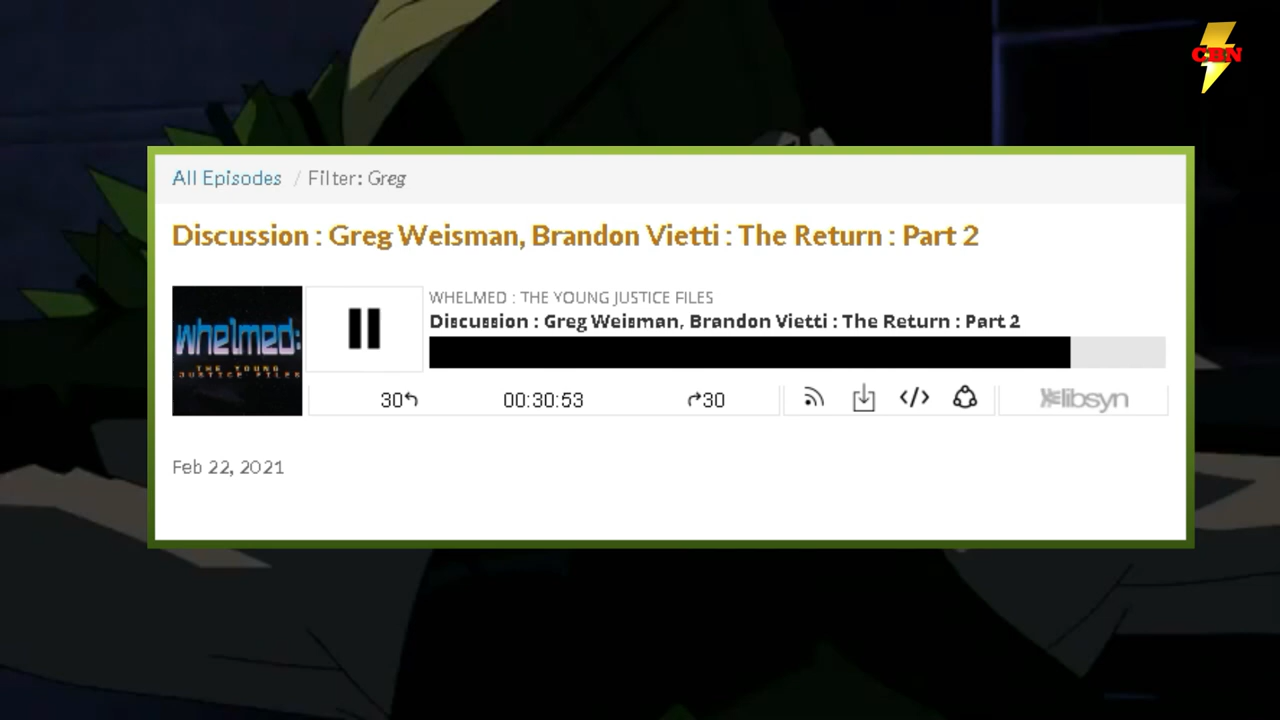 CBN
All Episodes / Filter: Greg
Discussion : Greg Weisman, Brandon Vietti : The Return : Part 2
whelmed:
THE YOUNG
JUSTICE FILES
WHELMED : THE YOUNG JUSTICE FILES
Discussion : Greg Weisman, Brandon Vietti : The Return : Part 2
30 00:30:53 30 </> libsyn
Feb 22, 2021